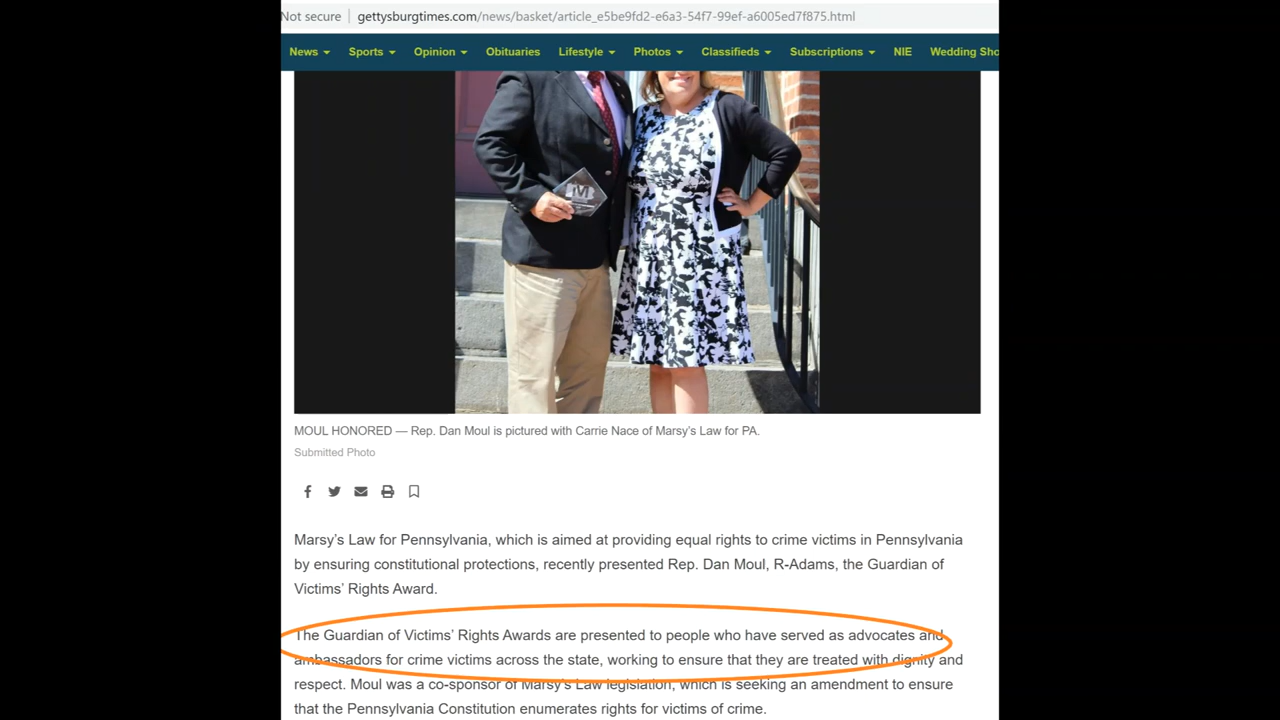 Not secure | gettysburgtimes.com/news/basket/article_e5be9fd2-e6a3-54f7-99ef-a6005ed7f875.html
News Sports Opinion Obituaries Lifestyle Photos Classifieds Subscriptions NIE Wedding Sho
M
MOUL HONORED — Rep. Dan Moul is pictured with Carrie Nace of Marsy's Law for PA.
Submitted Photo
Marsy's Law for Pennsylvania, which is aimed at providing equal rights to crime victims in Pennsylvania
by ensuring constitutional protections, recently presented Rep. Dan Moul, R-Adams, the Guardian of
Victims' Rights Award.
The Guardian of Victims' Rights Awards are presented to people who have served as advocates and
ambassadors for crime victims across the state, working to ensure that they are treated with dignity and
respect. Moul was a co-sponsor of Marsy's Law legislation, which is seeking an amendment to ensure
that the Pennsylvania Constitution enumerates rights for victims of crime.